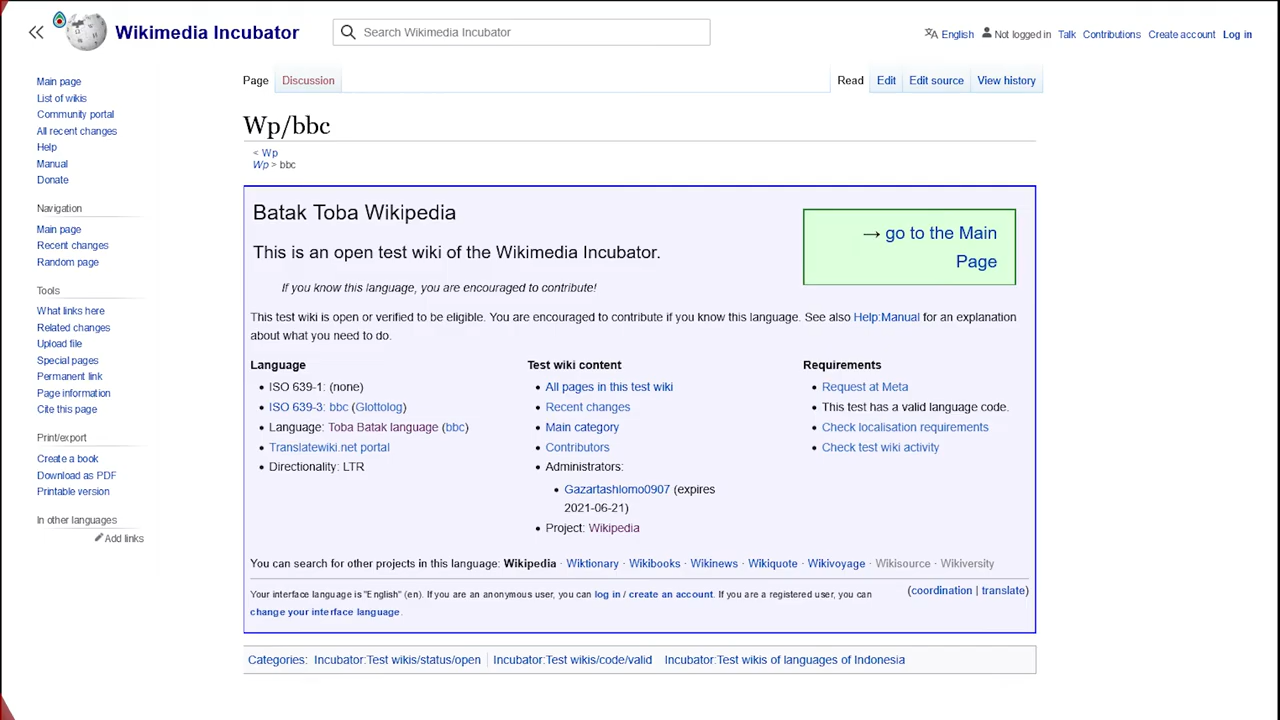 Wikimedia Incubator
Search Wikimedia Incubator
English Not logged in Talk Contributions Create account Log in
Main page
List of wikis
Community portal
All recent changes
Help
Manual
Donate
Navigation
Main page
Recent changes
Random page
Tools
What links here
Related changes
Upload file
Special pages
Permanent link
Page information
Cite this page
Print/export
Create a book
Download as PDF
Printable version
In other languages
Add links
Page Discussion Read Edit Edit source View history
Wp/bbc
< Wp
Wp > bbc
Batak Toba Wikipedia
This is an open test wiki of the Wikimedia Incubator.
If you know this language, you are encouraged to contribute!
→ go to the Main
Page
This test wiki is open or verified to be eligible. You are encouraged to contribute if you know this language. See also Help:Manual for an explanation
about what you need to do.
Language
• ISO 639-1: (none)
• ISO 639-3: bbc (Glottolog)
• Language: Toba Batak language (bbc)
• Translatewiki.net portal
• Directionality: LTR
Test wiki content
• All pages in this test wiki
• Recent changes
• Main category
• Contributors
• Administrators:
• Gazartashlomo0907 (expires
2021-06-21)
• Project: Wikipedia
Requirements
• Request at Meta
• This test has a valid language code.
• Check localisation requirements
• Check test wiki activity
You can search for other projects in this language: Wikipedia · Wiktionary · Wikibooks · Wikinews · Wikiquote · Wikivoyage · Wikisource · Wikiversity
Your interface language is "English" (en). If you are an anonymous user, you can log in / create an account. If you are a registered user, you can
change your interface language.
(coordination | translate)
Categories: Incubator:Test wikis/status/open | Incubator:Test wikis/code/valid | Incubator:Test wikis of languages of Indonesia